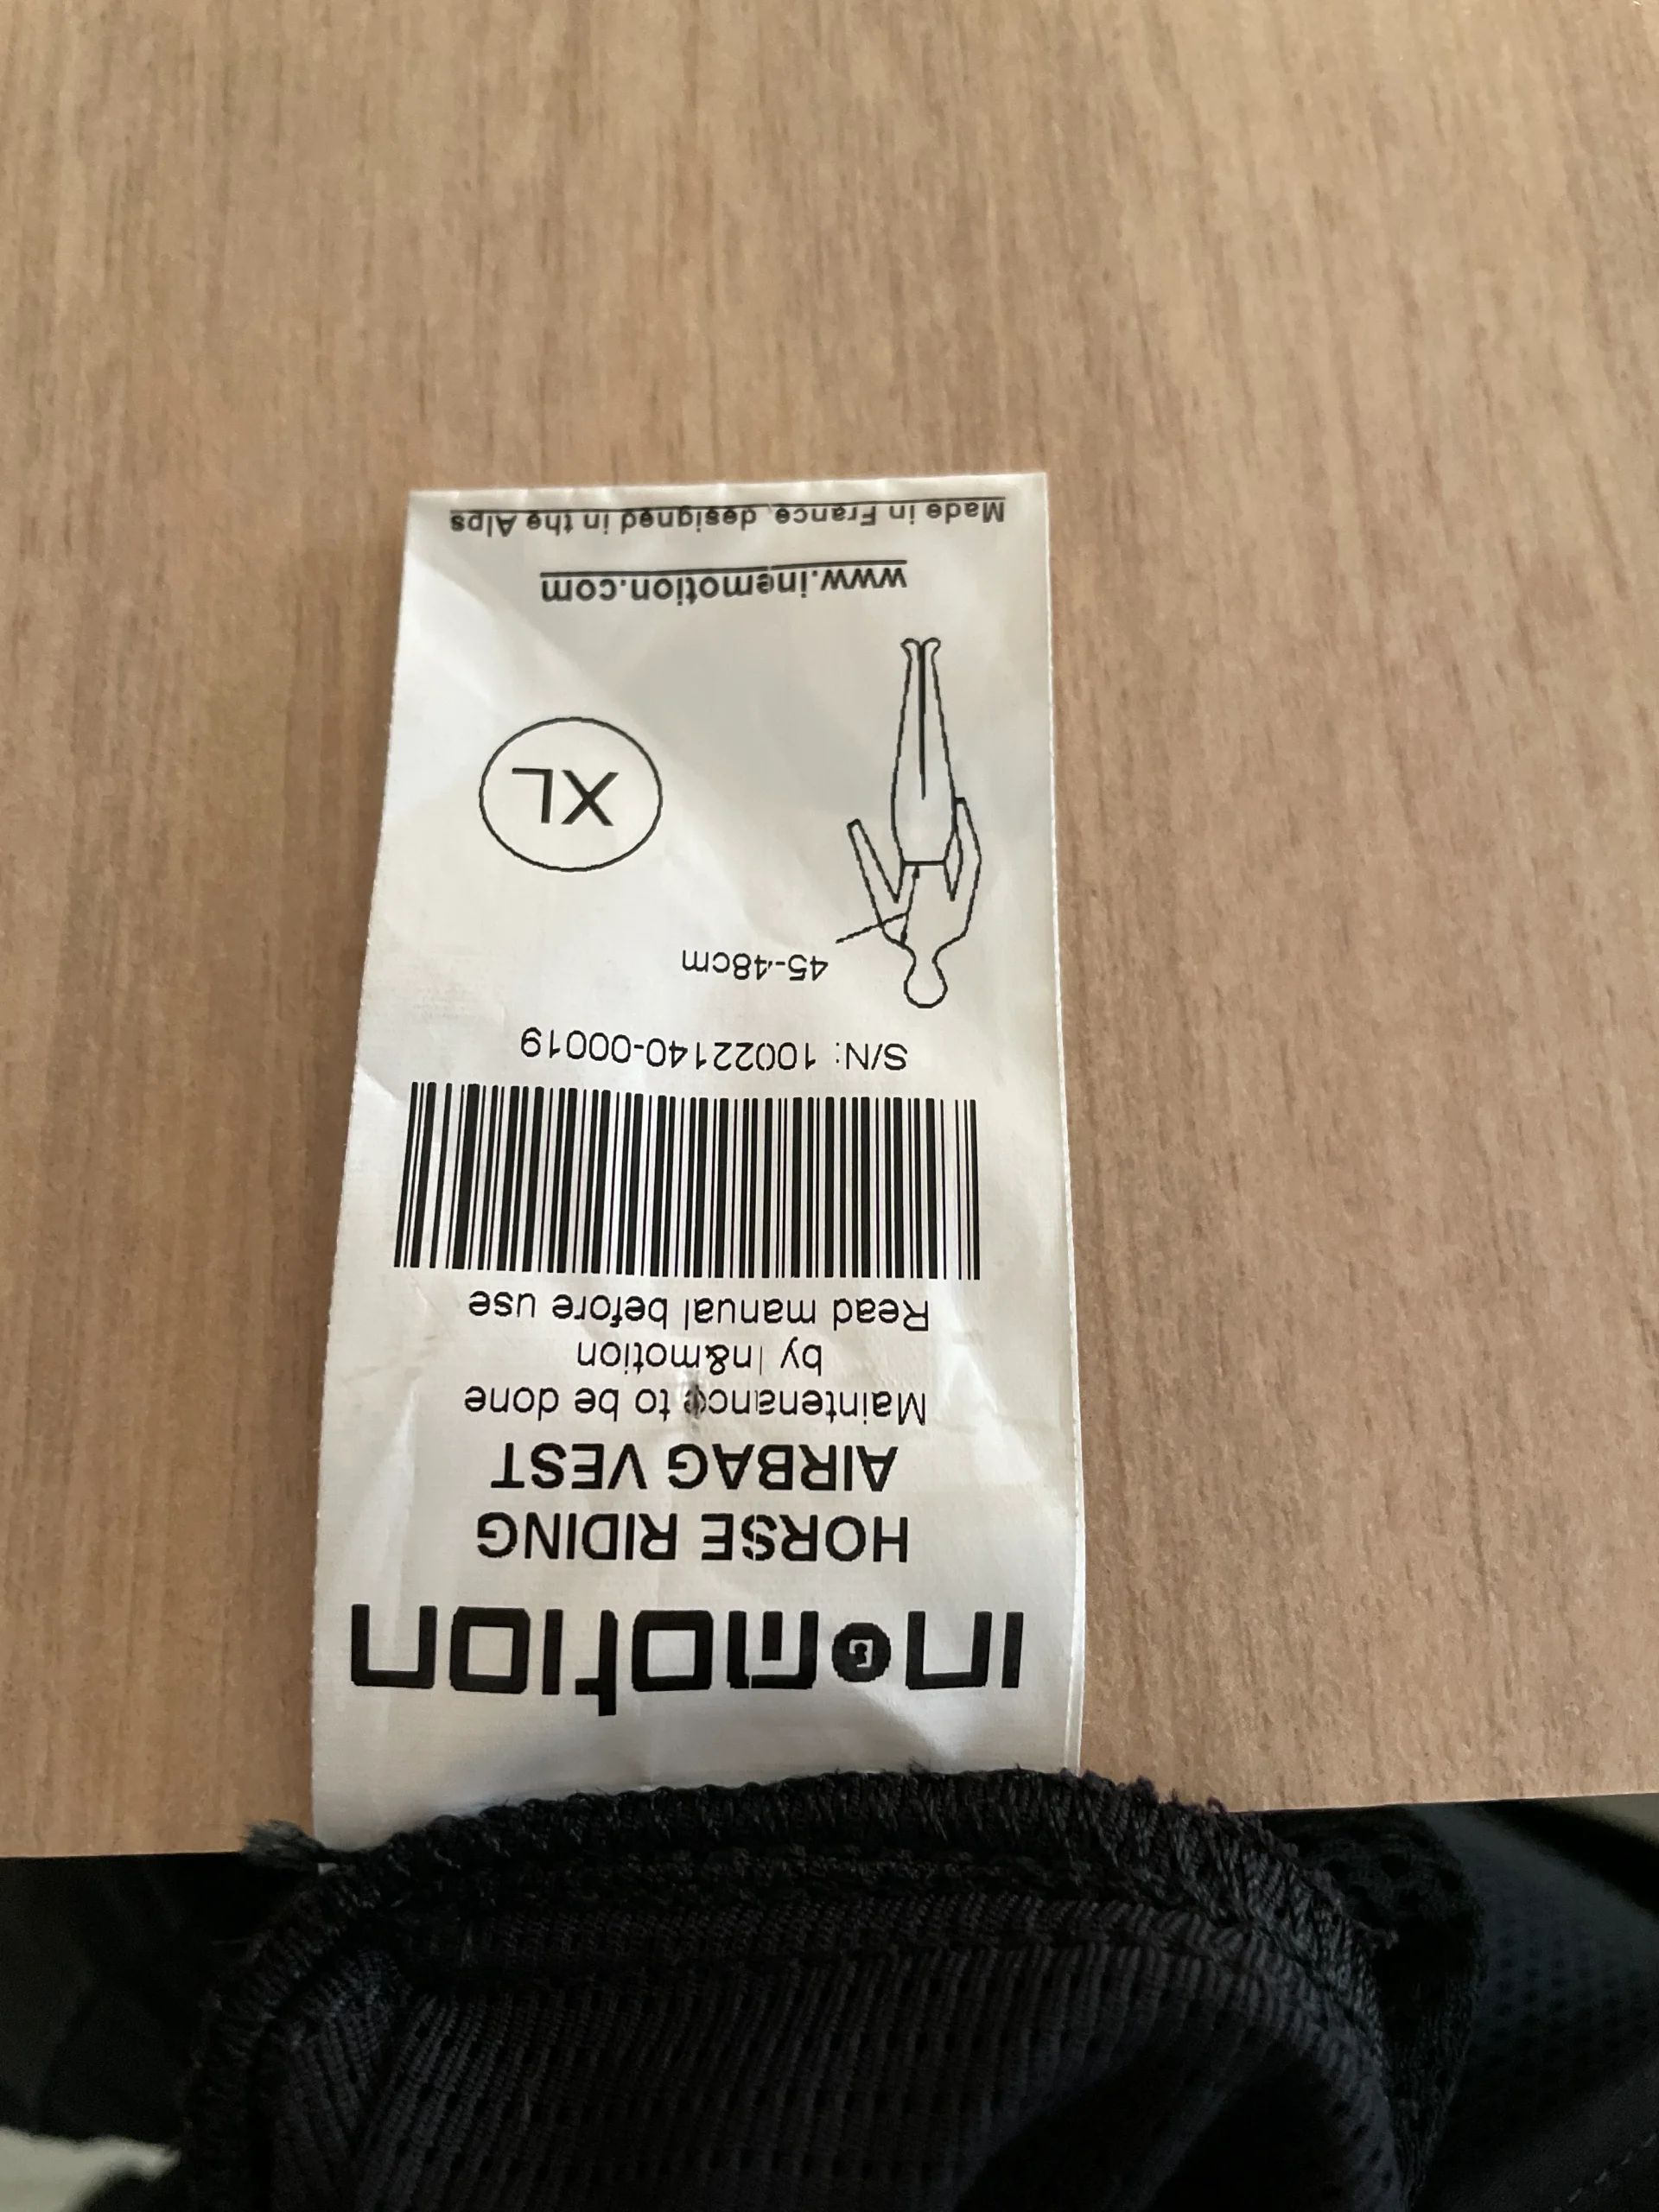 in&motion
HORSE RIDING
AIRBAG VEST
Maintenance to be done
by In&motion
Read manual before use
S/N: 10022140-00019
45-48cm
XL
www.inemotion.com
Made in France, designed in the Alps